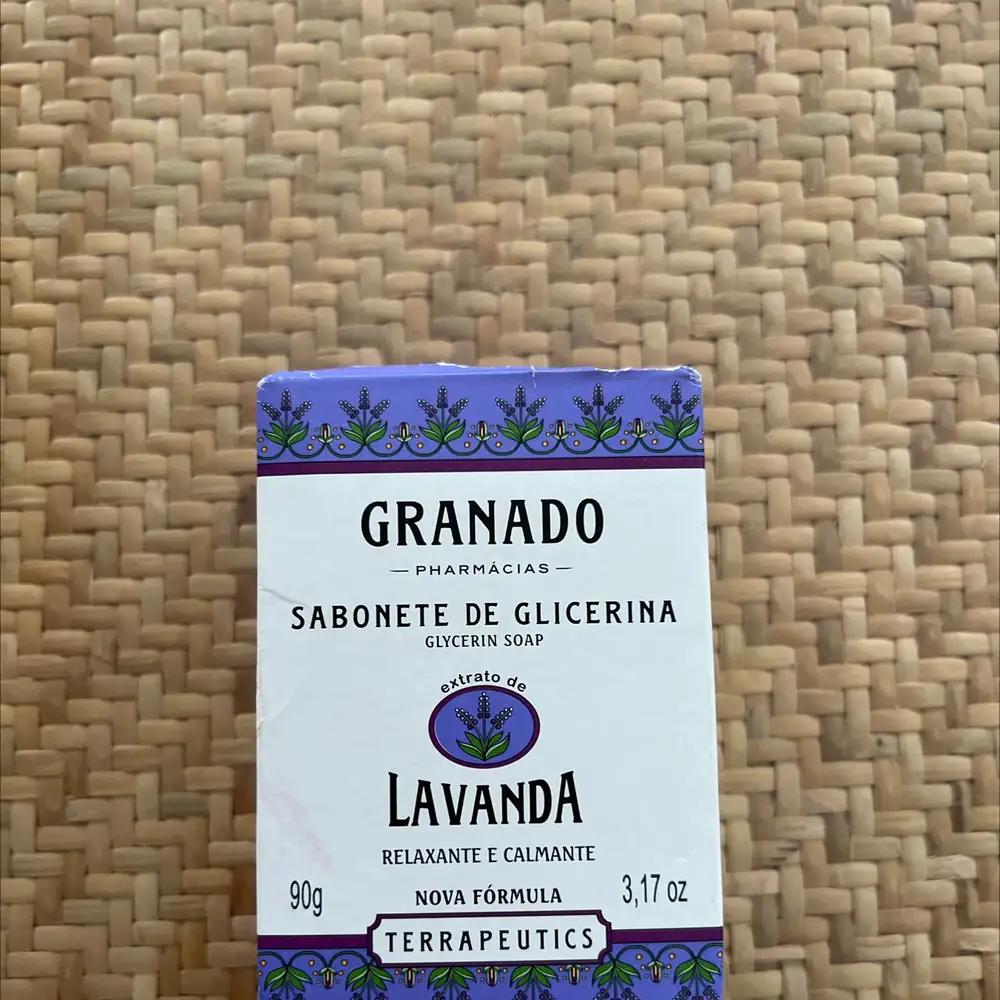 GRANADO
PHARMÁCIAS
SABONETE DE GLICERINA
GLYCERIN SOAP
extrato de
LAVANDA
RELAXANTE E CALMANTE
90g NOVA FÓRMULA 3,17 oz
TERRAPEUTICS